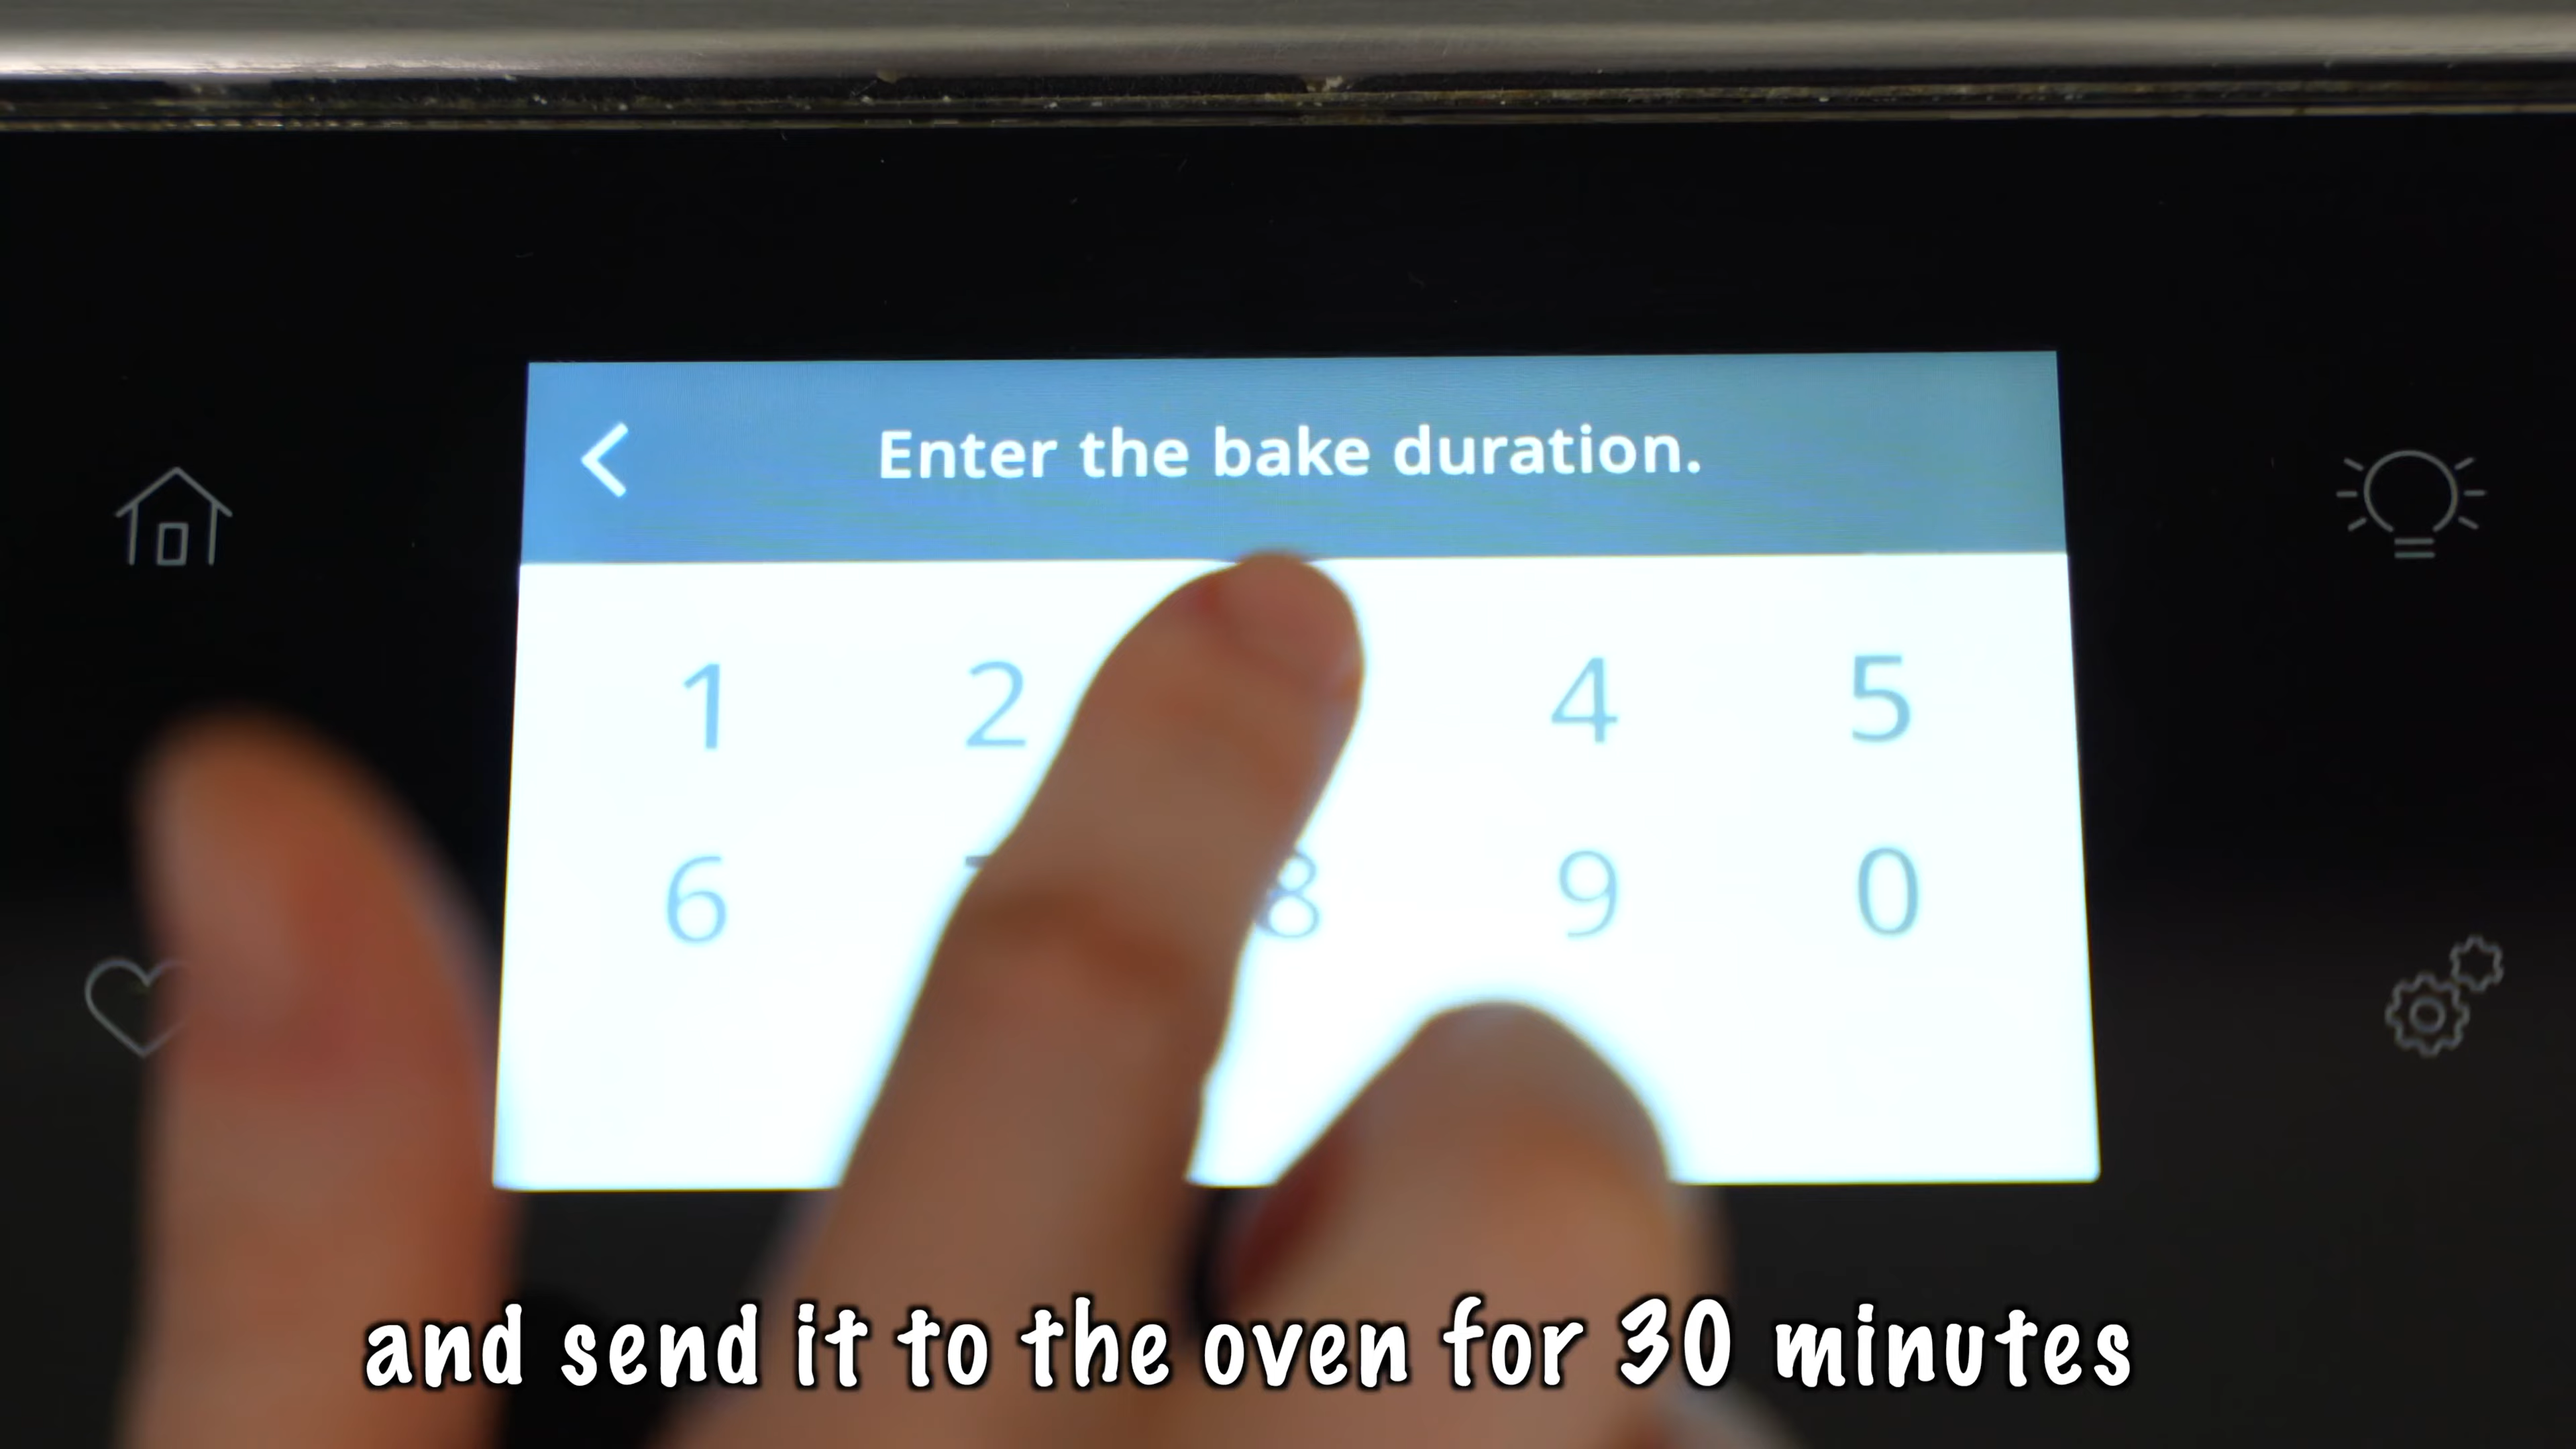 Enter the bake duration.
1 2 4 5
6 8 9 0
and send it to the oven for 30 minutes